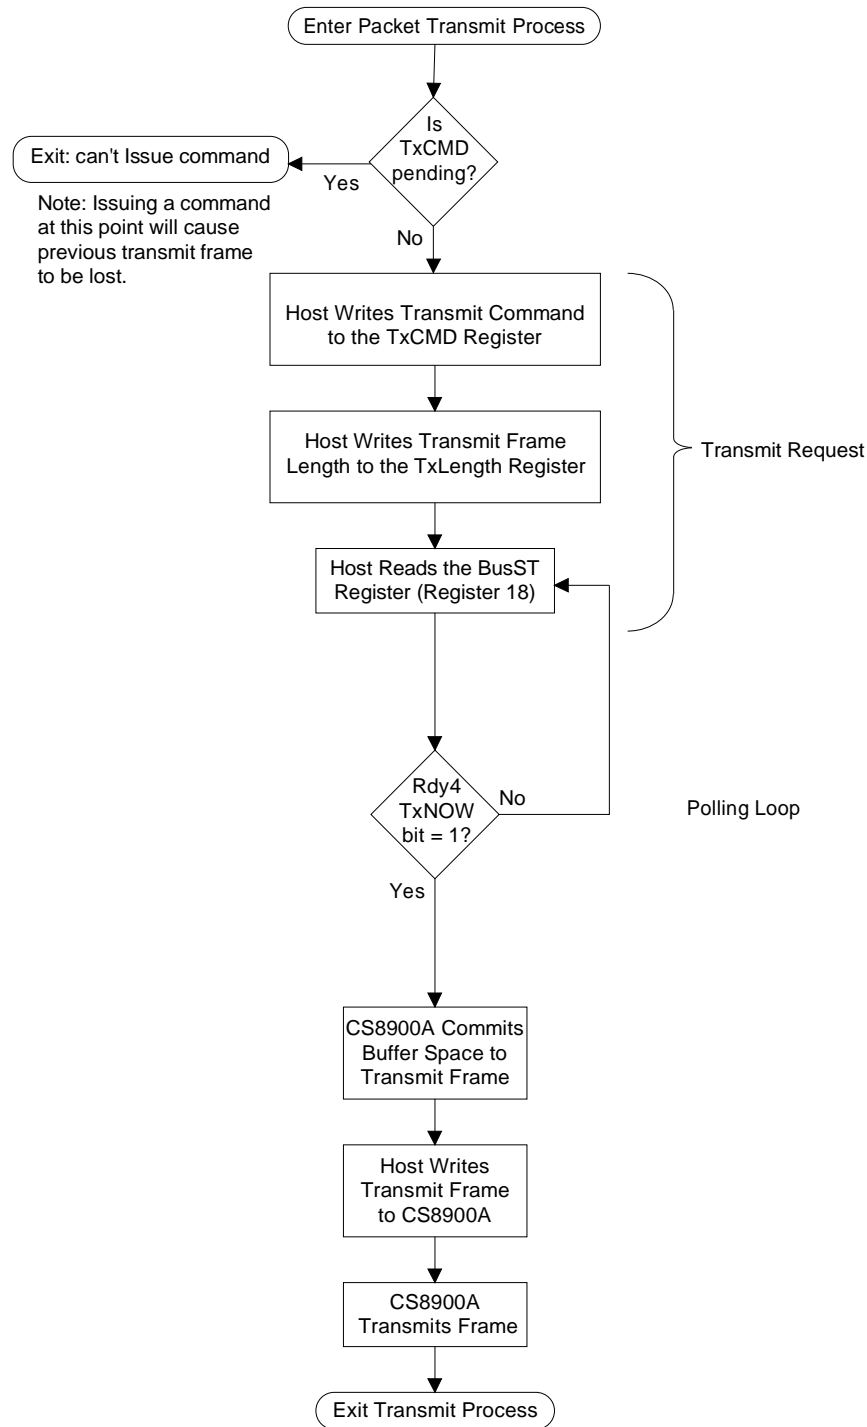 Enter Packet Transmit Process
Is
TxCMD
pending?
Exit: can't Issue command
Yes
Note: Issuing a command
at this point will cause
previous transmit frame
to be lost.
No
Host Writes Transmit Command
to the TxCMD Register
Host Writes Transmit Frame
Length to the TxLength Register
Transmit Request
Host Reads the BusST
Register (Register 18)
Rdy4
TxNOW
bit = 1?
No
Polling Loop
Yes
CS8900A Commits
Buffer Space to
Transmit Frame
Host Writes
Transmit Frame
to CS8900A
CS8900A
Transmits Frame
Exit Transmit Process